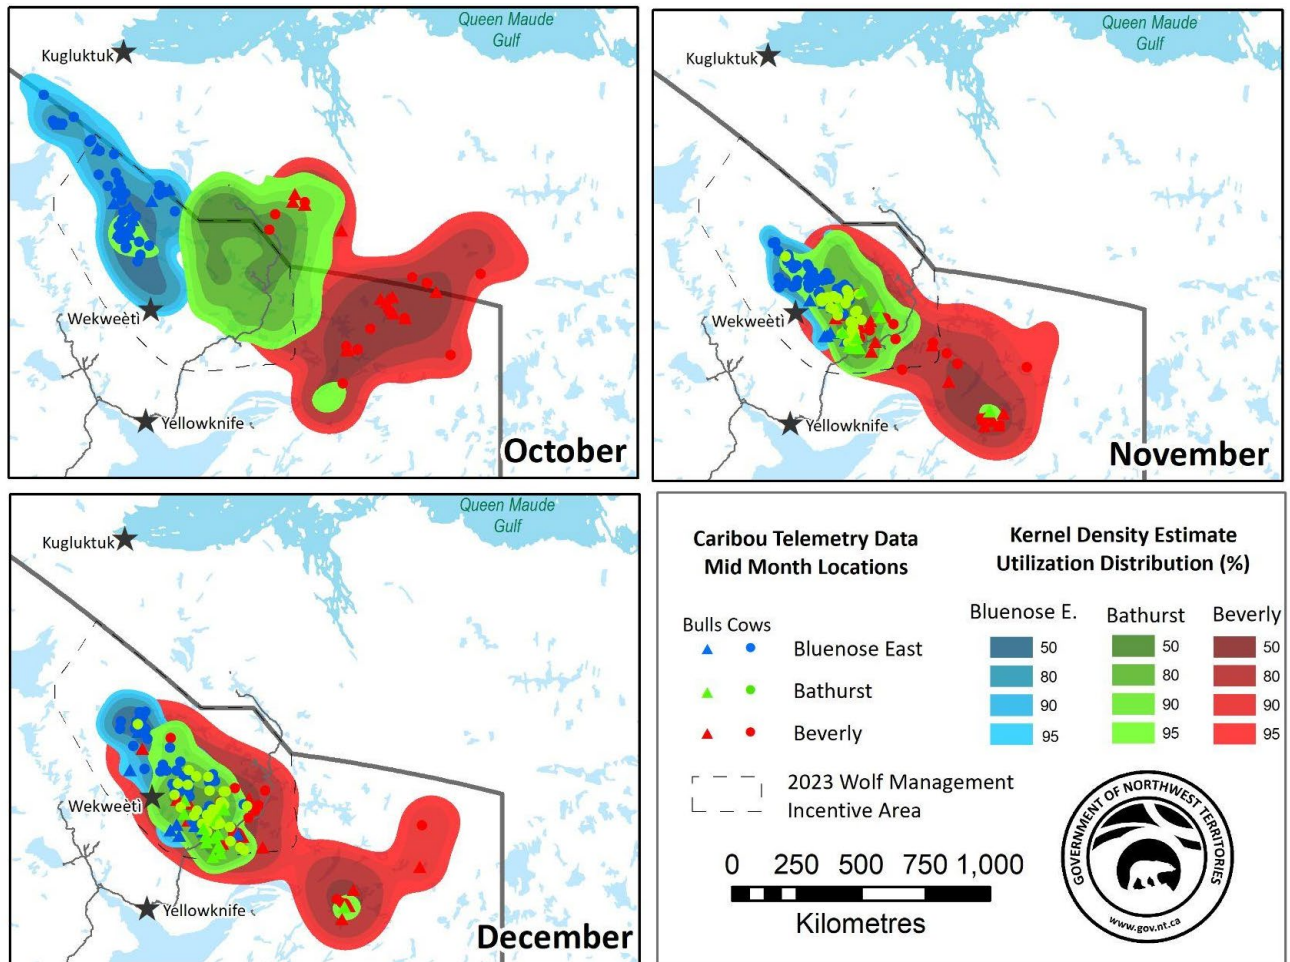 Queen Maude
Gulf
Kugluktuk
Wekweètì
Yellowknife
October
Queen Maude
Gulf
Kugluktuk
Wekweètì
Yellowknife
November
Queen Maude
Gulf
Kugluktuk
Wekweètì
Yellowknife
December
Caribou Telemetry Data
Mid Month Locations
Bulls Cows
Bluenose East
Bathurst
Beverly
2023 Wolf Management
Incentive Area
0 250 500 750 1,000
Kilometres
Kernel Density Estimate
Utilization Distribution (%)
Bluenose E. Bathurst Beverly
50 50 50
80 80 80
90 90 90
95 95 95
GOVERNMENT OF NORTHWEST TERRITORIES
www.gov.nt.ca